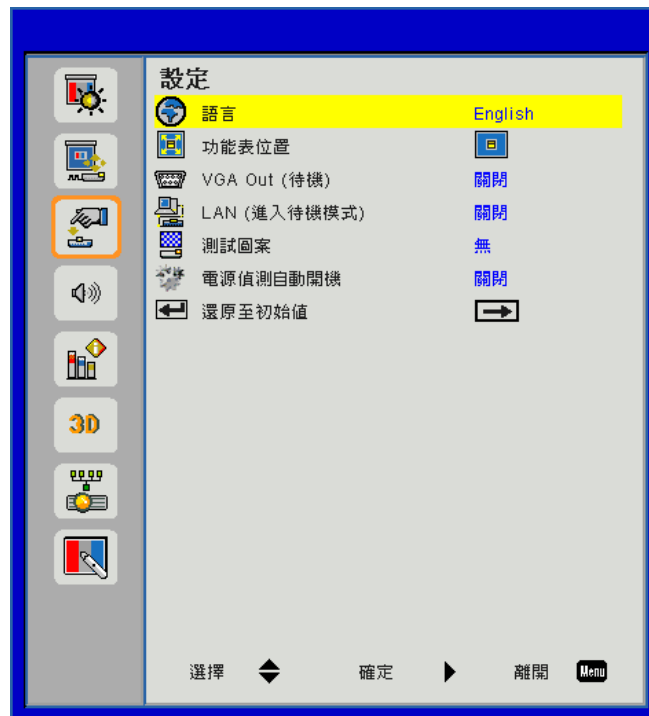 設定
語言 English
功能表位置
VGA Out (待機) 關閉
LAN (進入待機模式) 關閉
測試圖案 無
電源偵測自動開機 關閉
還原至初始值
3D
選擇 確定 離開 Menu